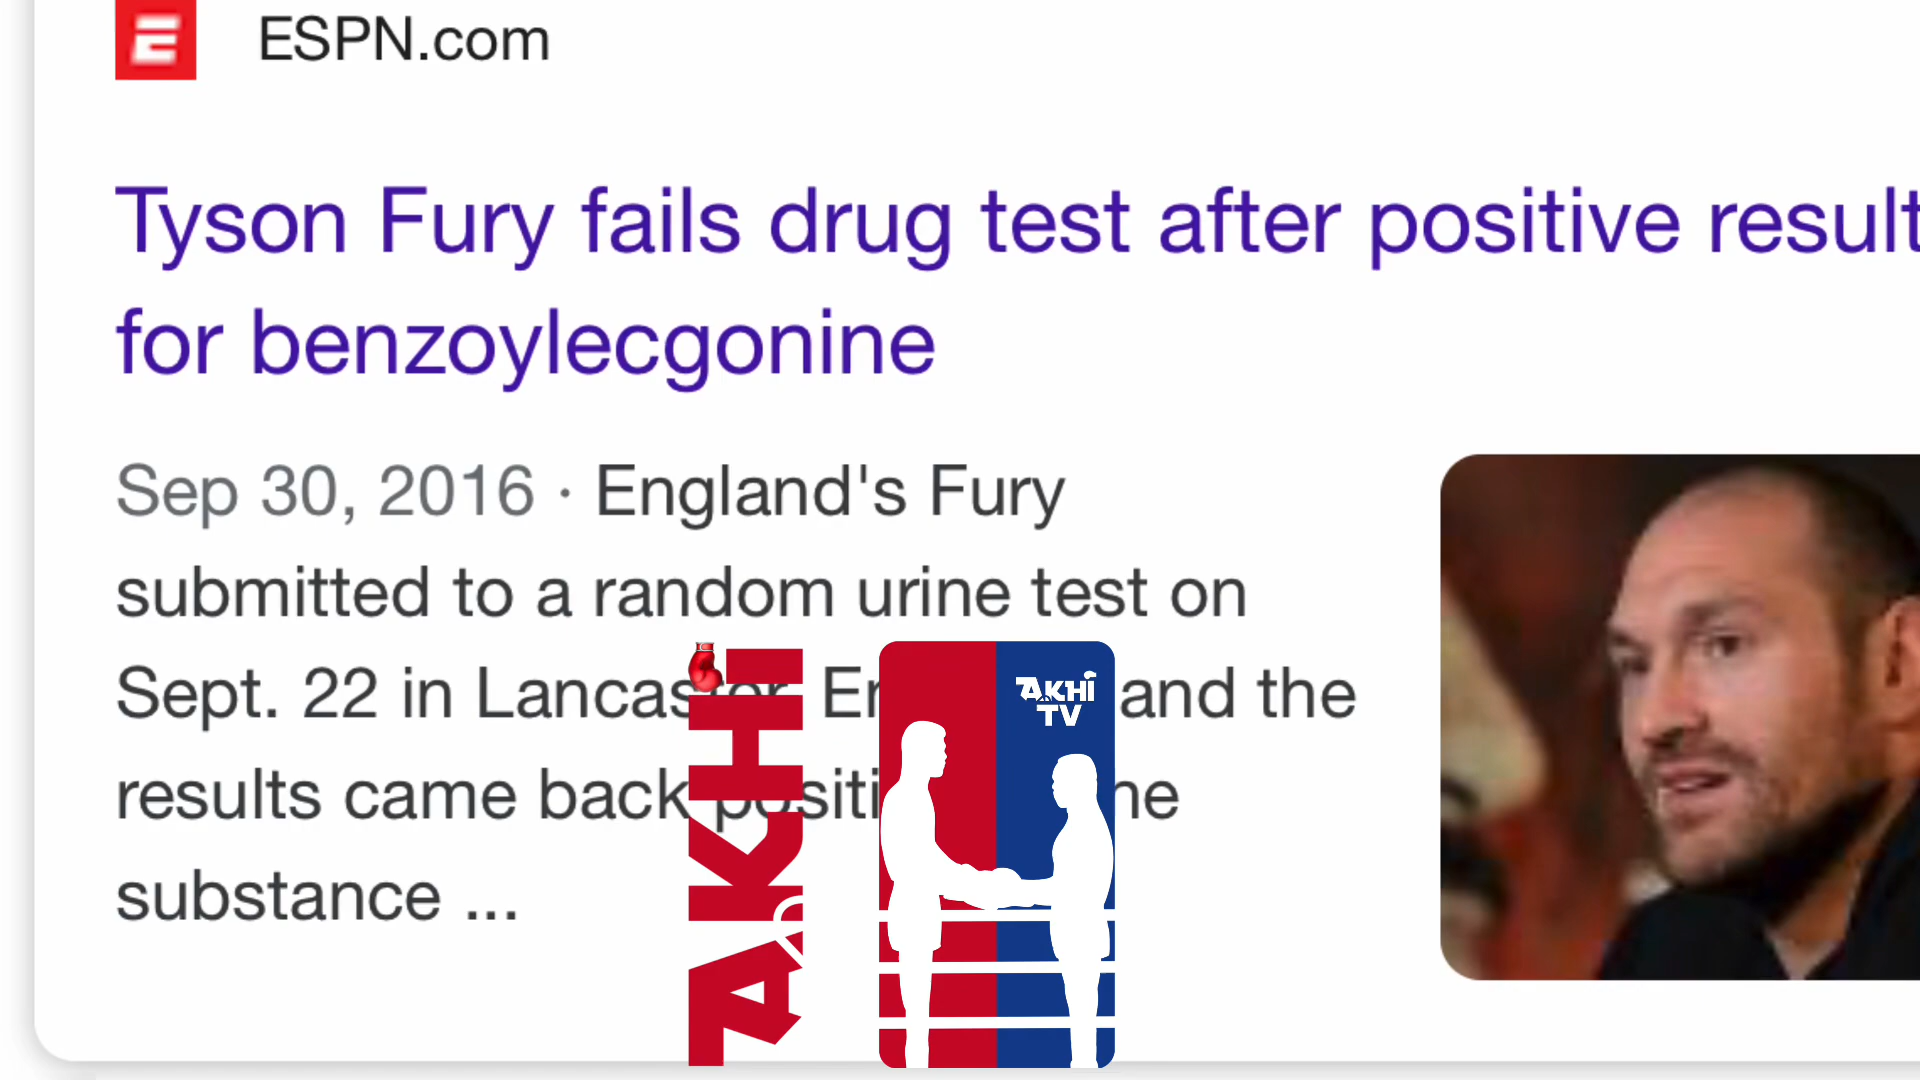 ESPN.com
Tyson Fury fails drug test after positive result
for benzoylecgonine
Sep 30, 2016 · England's Fury
submitted to a random urine test on
Sept. 22 in Lancaster, and the
results came back
substance ...
AKHI
AKHI
TV